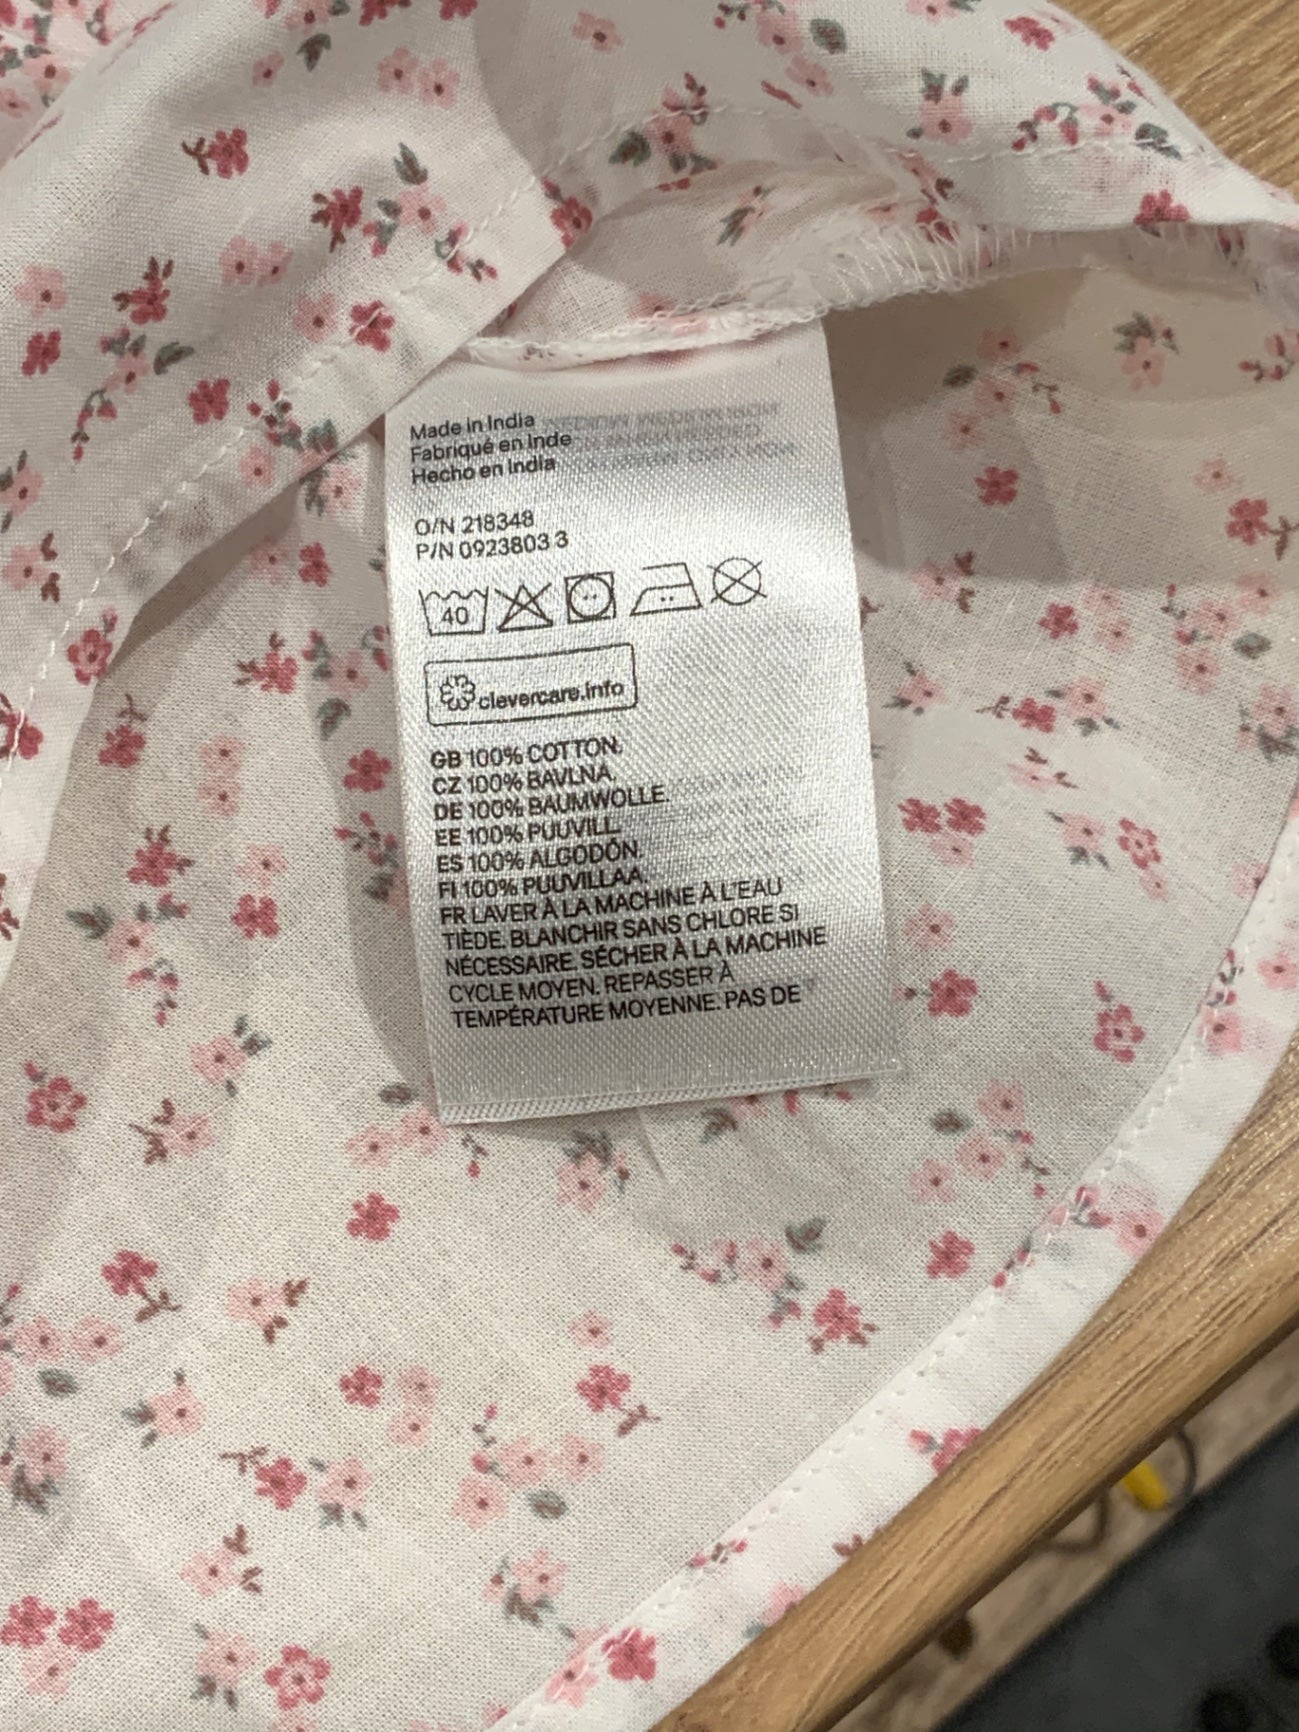 Made in India
Fabriqué en Inde
Hecho en India
O/N 218348
P/N 0923803 3
40
clevercare.info
GB 100% COTTON.
CZ 100% BAVLNA.
DE 100% BAUMWOLLE.
EE 100% PUUVILL.
ES 100% ALGODÓN.
FI 100% PUUVILLAA.
FR LAVER À LA MACHINE À L'EAU
TIÈDE. BLANCHIR SANS CHLORE SI
NÉCESSAIRE. SÉCHER À LA MACHINE
CYCLE MOYEN. REPASSER À
TEMPÉRATURE MOYENNE. PAS DE